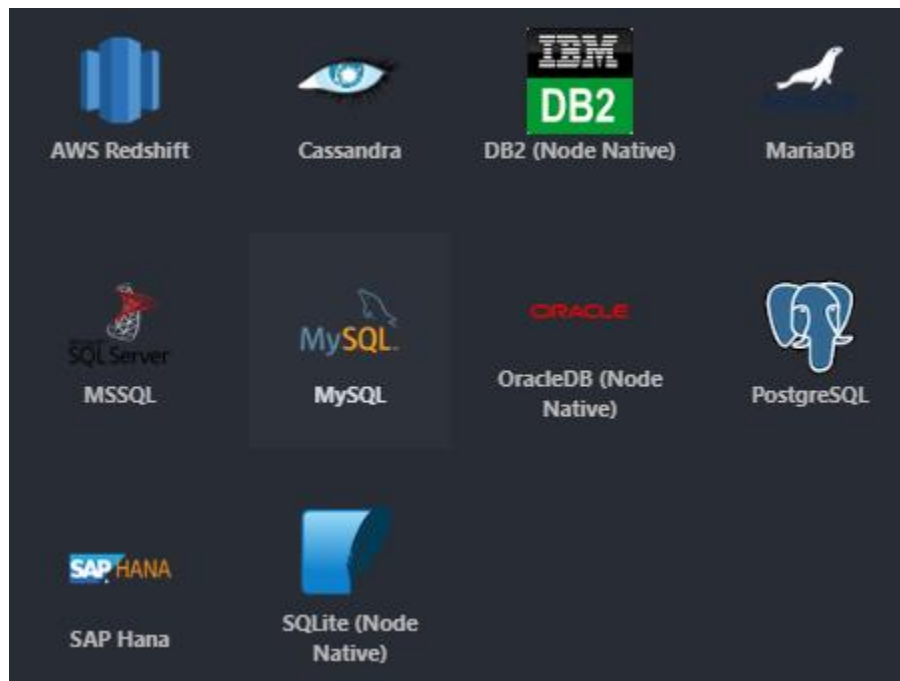 IBM
DB2
AWS Redshift
Cassandra
DB2 (Node Native)
MariaDB
SQL Server
MySQL
ORACLE
MSSQL
MySQL
OracleDB (Node
Native)
PostgreSQL
SAP HANA
SAP Hana
SQLite (Node
Native)